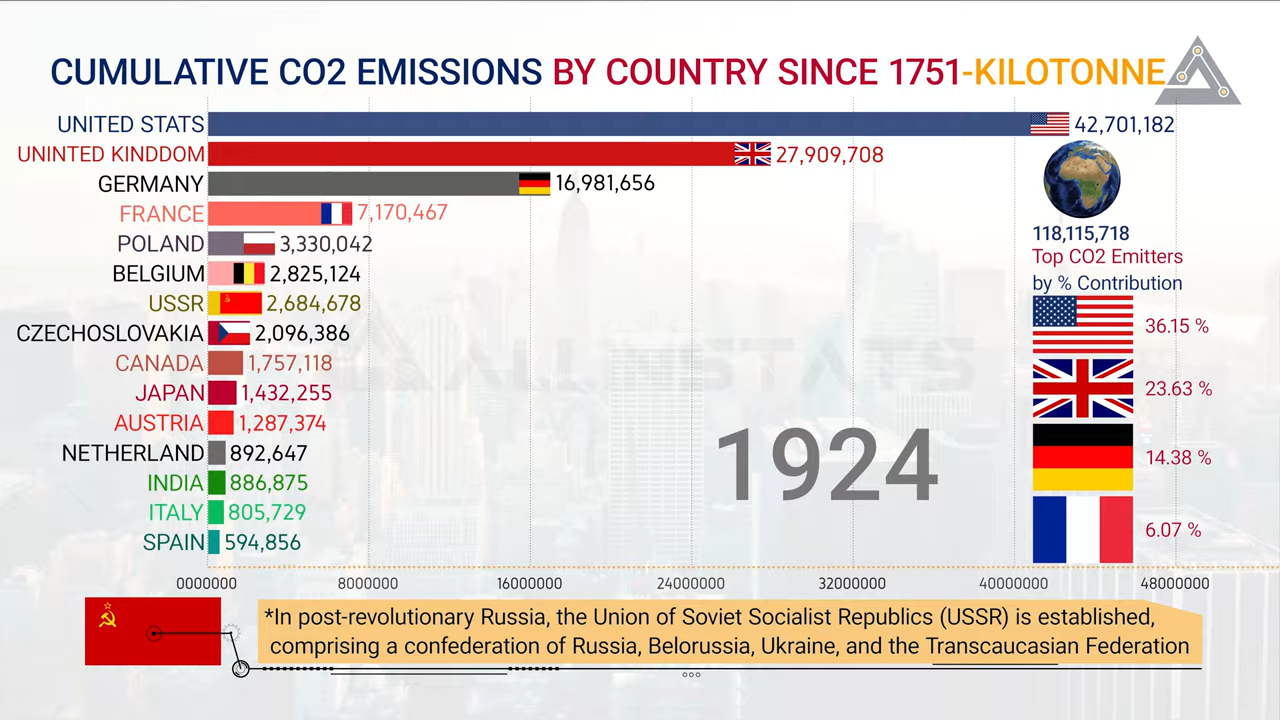 CUMULATIVE CO2 EMISSIONS BY COUNTRY SINCE 1751-KILOTONNE
UNITED STATS 42,701,182
UNINTED KINDDOM 27,909,708
GERMANY 16,981,656
FRANCE 7,170,467
POLAND 3,330,042
BELGIUM 2,825,124
USSR 2,684,678
CZECHOSLOVAKIA 2,096,386
CANADA 1,757,118
JAPAN 1,432,255
AUSTRIA 1,287,374
NETHERLAND 892,647
INDIA 886,875
ITALY 805,729
SPAIN 594,856
0000000 8000000 16000000 24000000 32000000 40000000 48000000
118,115,718
Top CO2 Emitters
by % Contribution
36.15 %
23.63 %
14.38 %
6.07 %
ALL STATS
1924
*In post-revolutionary Russia, the Union of Soviet Socialist Republics (USSR) is established,
comprising a confederation of Russia, Belorussia, Ukraine, and the Transcaucasian Federation